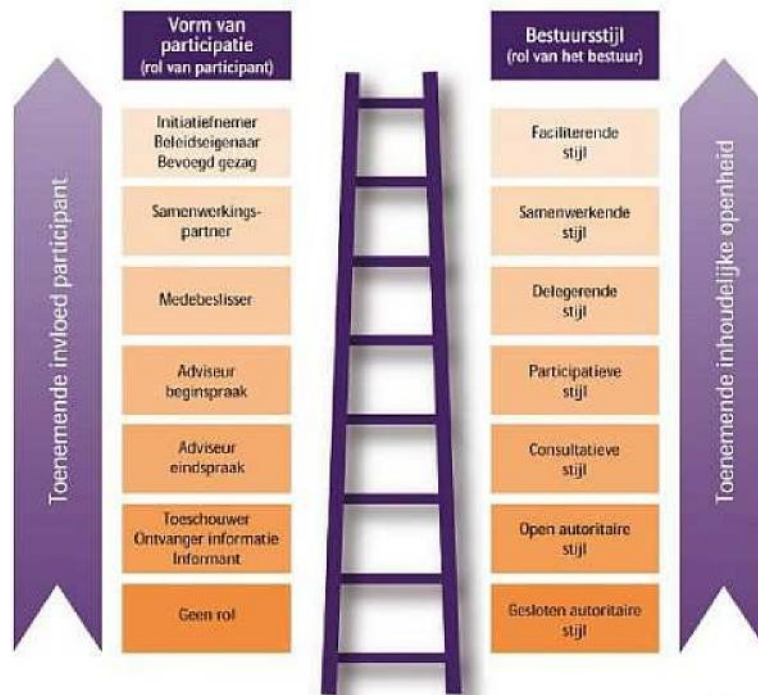 Vorm van
participatie
(rol van participant)
Bestuursstijl
(rol van het bestuur)
Toenemende invloed participant
Initiatiefnemer
Beleidseigenaar
Bevoegd gezag
Faciliterende
stijl
Samenwerkings-
partner
Samenwerkende
stijl
Medebeslisser
Delegerende
stijl
Adviseur
beginspraak
Participatieve
stijl
Adviseur
eindspraak
Consultatieve
stijl
Toeschouwer
Ontvanger informatie
Informant
Open autoritaire
stijl
Geen rol
Gesloten autoritaire
stijl
Toenemende inhoudelijke openheid